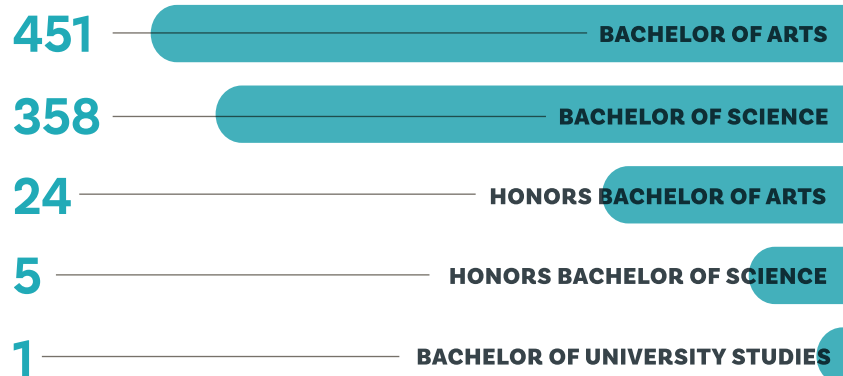 451 BACHELOR OF ARTS
358 BACHELOR OF SCIENCE
24 HONORS BACHELOR OF ARTS
5 HONORS BACHELOR OF SCIENCE
1 BACHELOR OF UNIVERSITY STUDIES